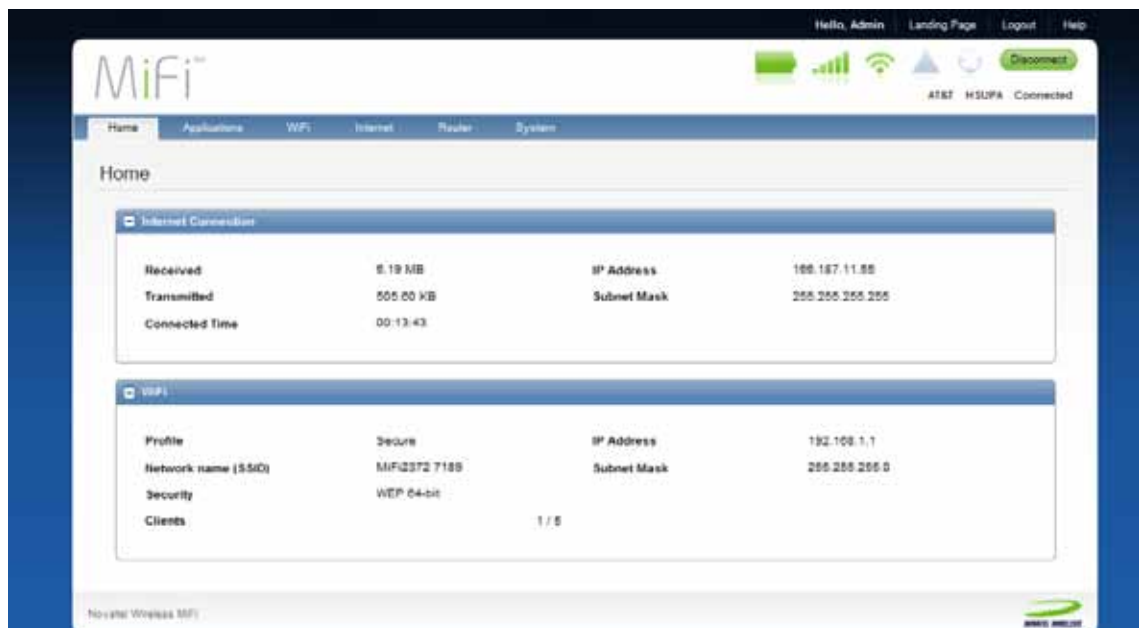 Hello, Admin Landing Page Logout Help
MiFi™
Disconnect
AT&T HSUPA Connected
Home Applications WiFi Internet Router System
Home
Internet Connection
Received 6.19 MB IP Address 166.187.11.
Transmitted 505.60 KB Subnet Mask 255.255.255.255
Connected Time 00:13:43
WiFi
Profile Secure IP Address 192.168.1.1
Network name (SSID) MiFi2372 7189 Subnet Mask 255.255.255.0
Security WEP 64-bit
Clients 1 / 5
Novatel Wireless MiFi
NOVATEL WIRELESS